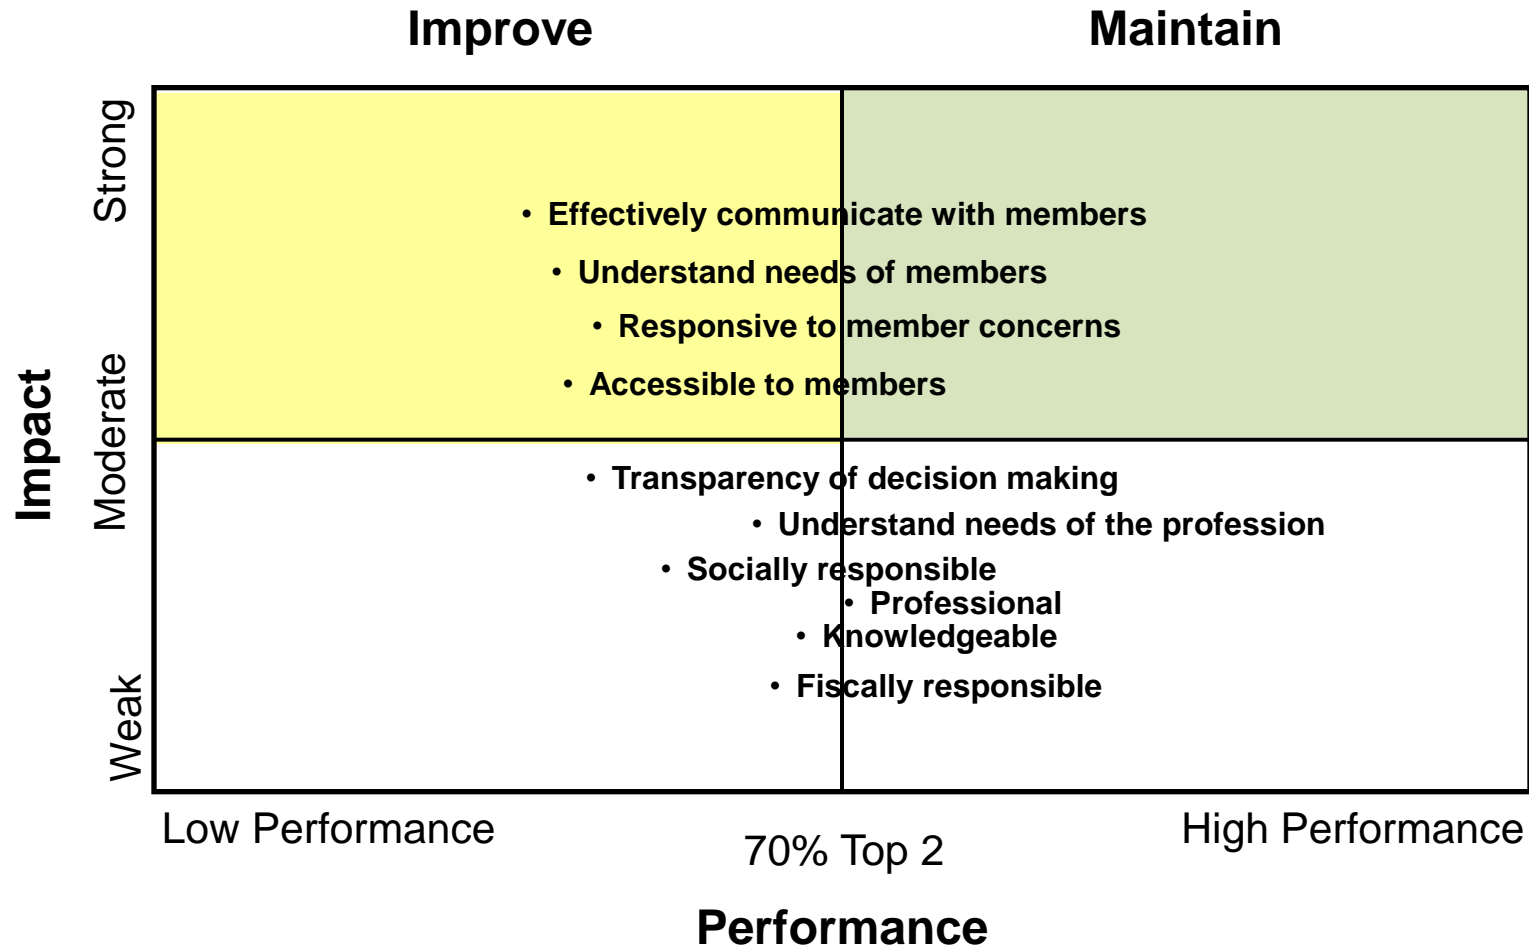 Improve
Maintain
Impact
Strong
Moderate
Weak
• Effectively communicate with members
• Understand needs of members
• Responsive to member concerns
• Accessible to members
• Transparency of decision making
• Understand needs of the profession
• Socially responsible
• Professional
• Knowledgeable
• Fiscally responsible
Low Performance
70% Top 2
High Performance
Performance